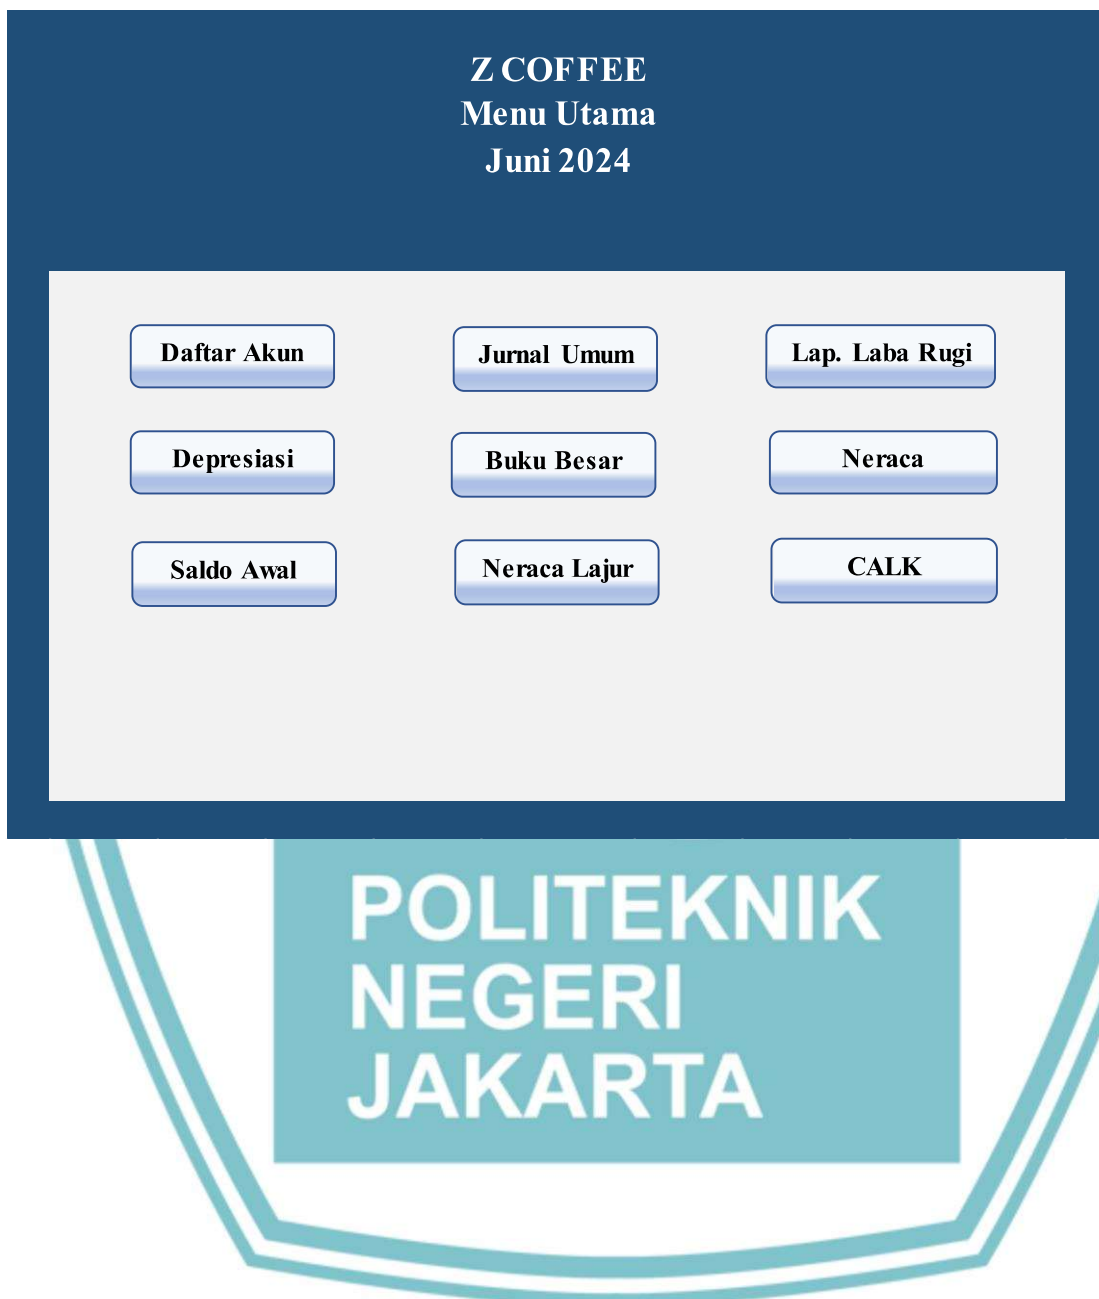 Z COFFEE
Menu Utama
Juni 2024
Daftar Akun
Jurnal Umum
Lap. Laba Rugi
Depresiasi
Buku Besar
Neraca
Saldo Awal
Neraca Lajur
CALK
POLITEKNIK
NEGERI
JAKARTA